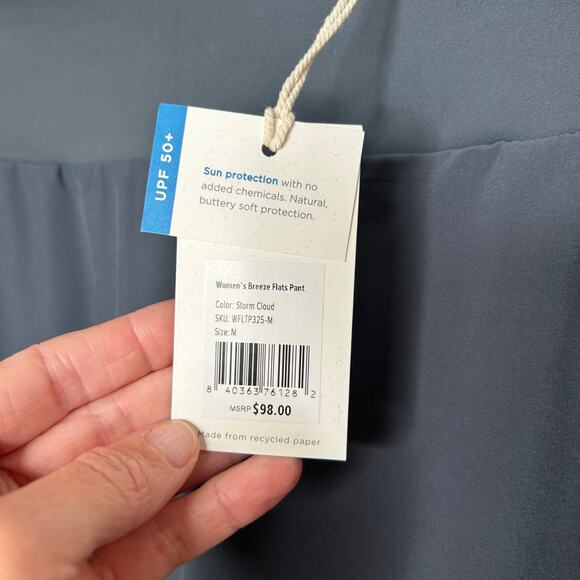 UPF 50+
Sun protection with no
added chemicals. Natural,
buttery soft protection.
Women's Breeze Flats Pant
Color: Storm Cloud
SKU: WFLTP325-M
Size: M
8 40363 76128 2
MSRP $98.00
Made from recycled paper